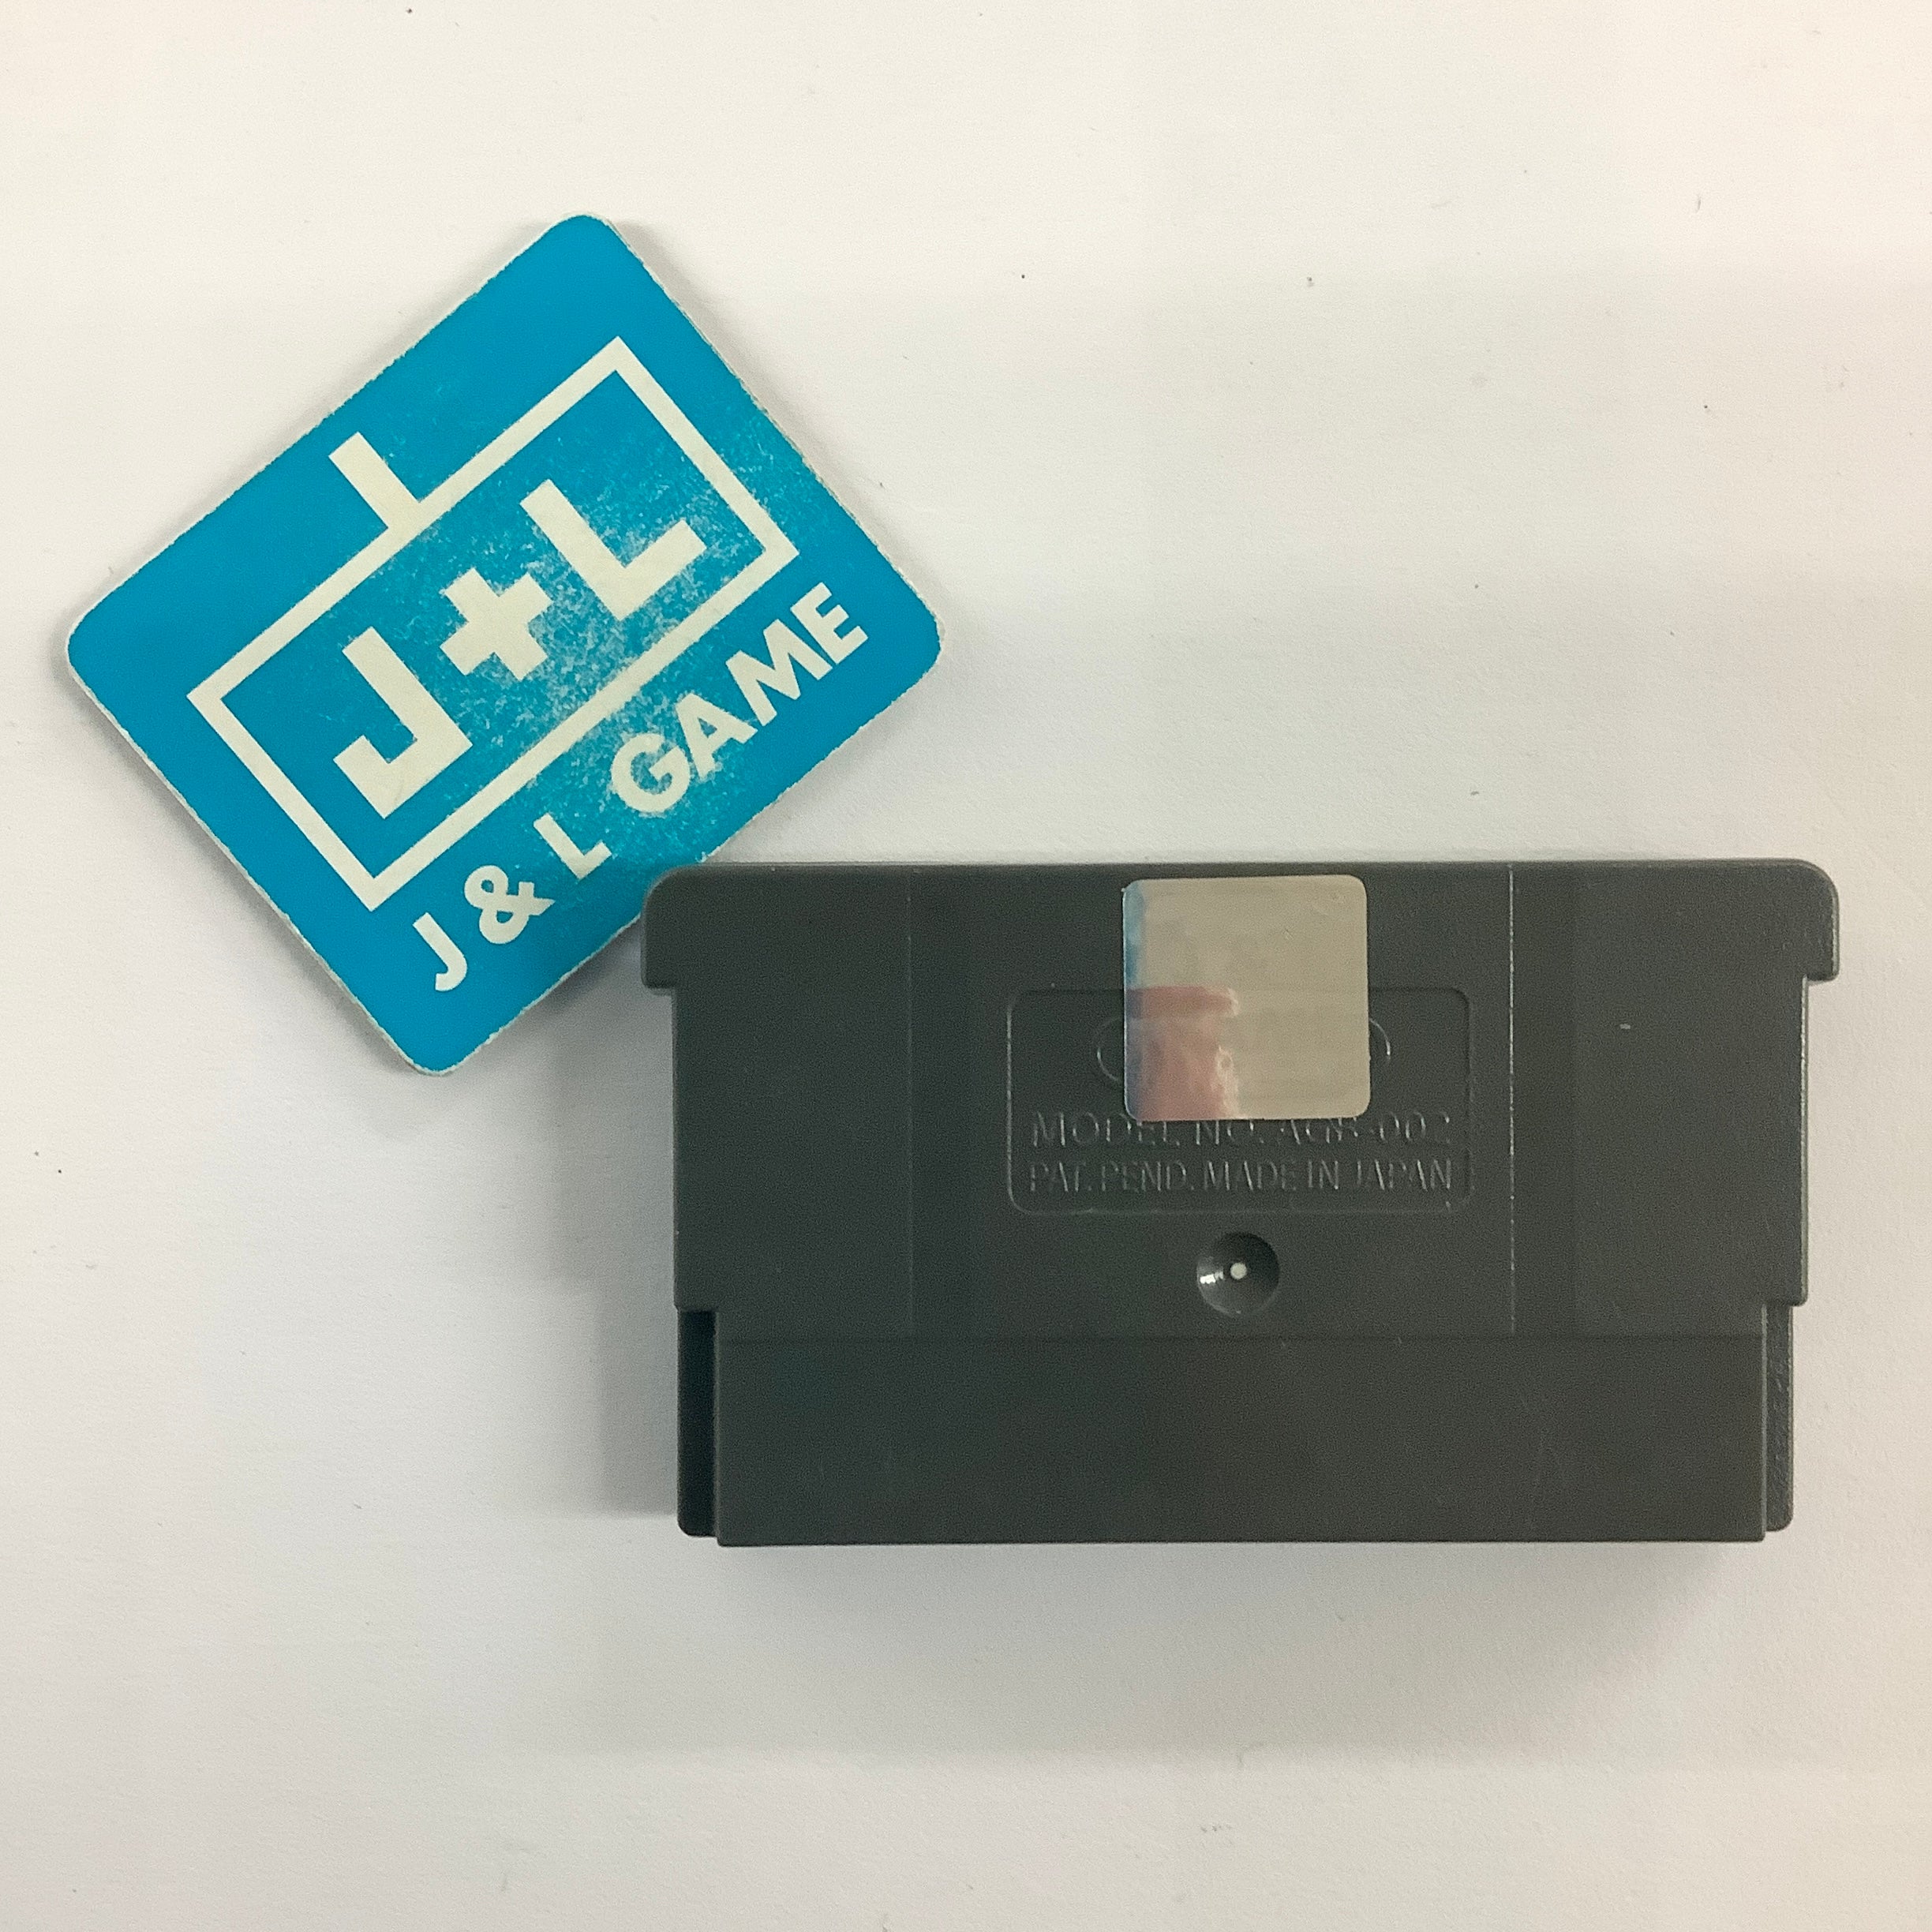 J+L
J & L GAME
MODEL NO. AGB-002
PAT. PEND. MADE IN JAPAN